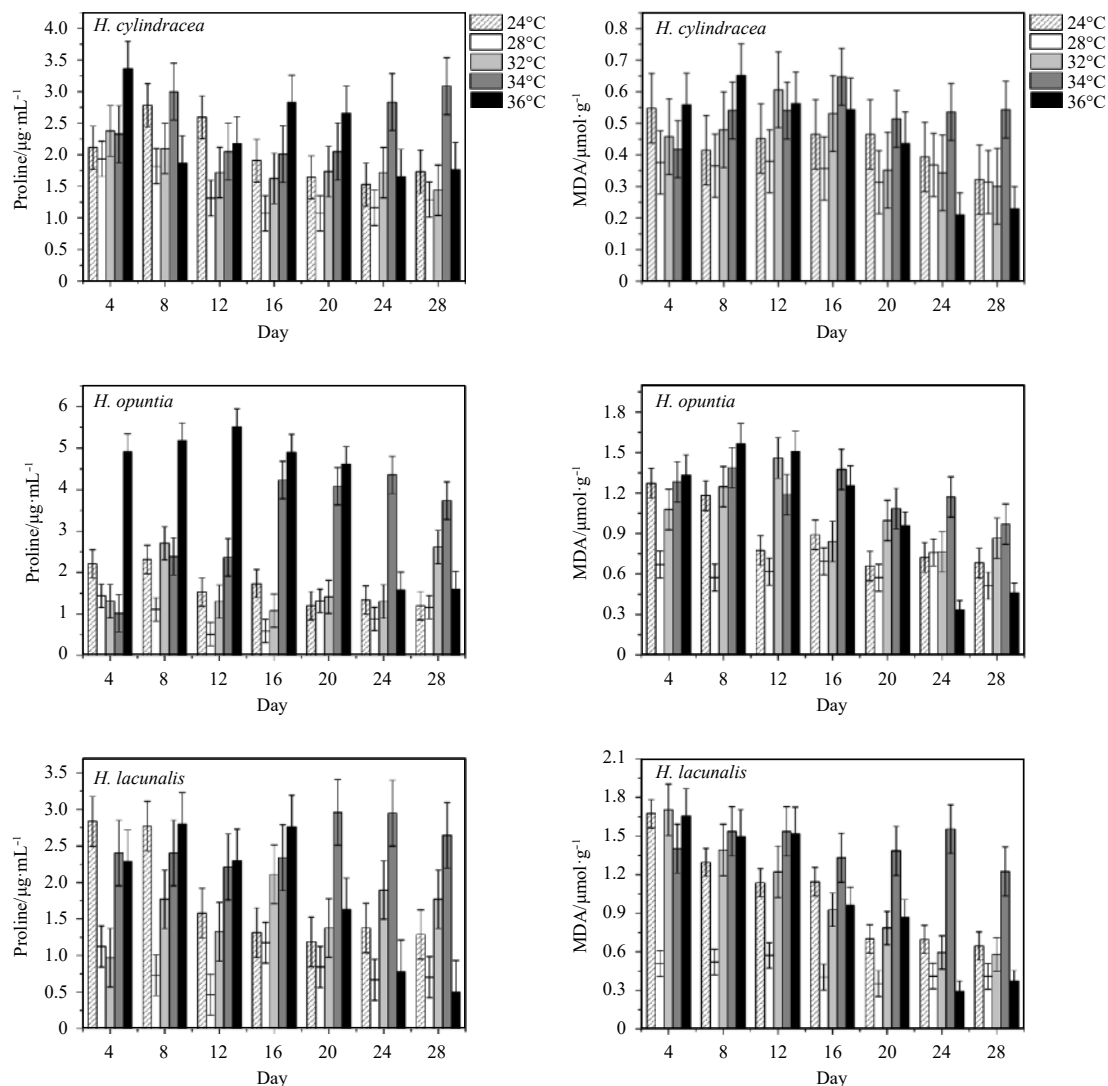 H. cylindracea
4.0
3.5
3.0
2.5
2.0
1.5
1.0
0.5
0
Proline/μg·mL⁻¹
4 8 12 16 20 24 28
Day
H. cylindracea
0.8
0.7
0.6
0.5
0.4
0.3
0.2
0.1
0
MDA/μmol·g⁻¹
4 8 12 16 20 24 28
Day
24°C
28°C
32°C
34°C
36°C
24°C
28°C
32°C
34°C
36°C
H. opuntia
6
5
4
3
2
1
0
Proline/μg·mL⁻¹
4 8 12 16 20 24 28
Day
H. opuntia
1.8
1.5
1.2
0.9
0.6
0.3
0
MDA/μmol·g⁻¹
4 8 12 16 20 24 28
Day
H. lacunalis
3.5
3.0
2.5
2.0
1.5
1.0
0.5
0
Proline/μg·mL⁻¹
4 8 12 16 20 24 28
Day
H. lacunalis
2.1
1.8
1.5
1.2
0.9
0.6
0.3
0
MDA/μmol·g⁻¹
4 8 12 16 20 24 28
Day